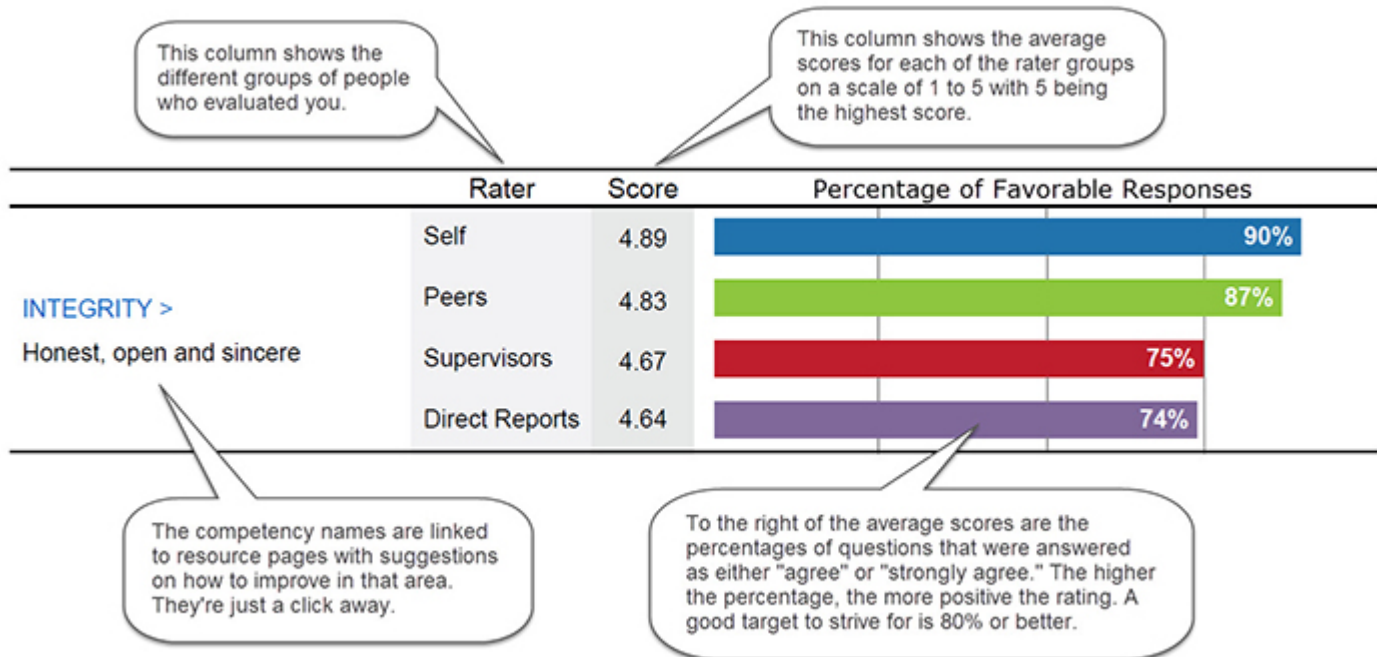 This column shows the
different groups of people
who evaluated you.
This column shows the average
scores for each of the rater groups
on a scale of 1 to 5 with 5 being
the highest score.
Rater Score Percentage of Favorable Responses
Self 4.89 90%
Peers 4.83 87%
INTEGRITY >
Honest, open and sincere
Supervisors 4.67 75%
Direct Reports 4.64 74%
The competency names are linked
to resource pages with suggestions
on how to improve in that area.
They're just a click away.
To the right of the average scores are the
percentages of questions that were answered
as either "agree" or "strongly agree." The higher
the percentage, the more positive the rating. A
good target to strive for is 80% or better.